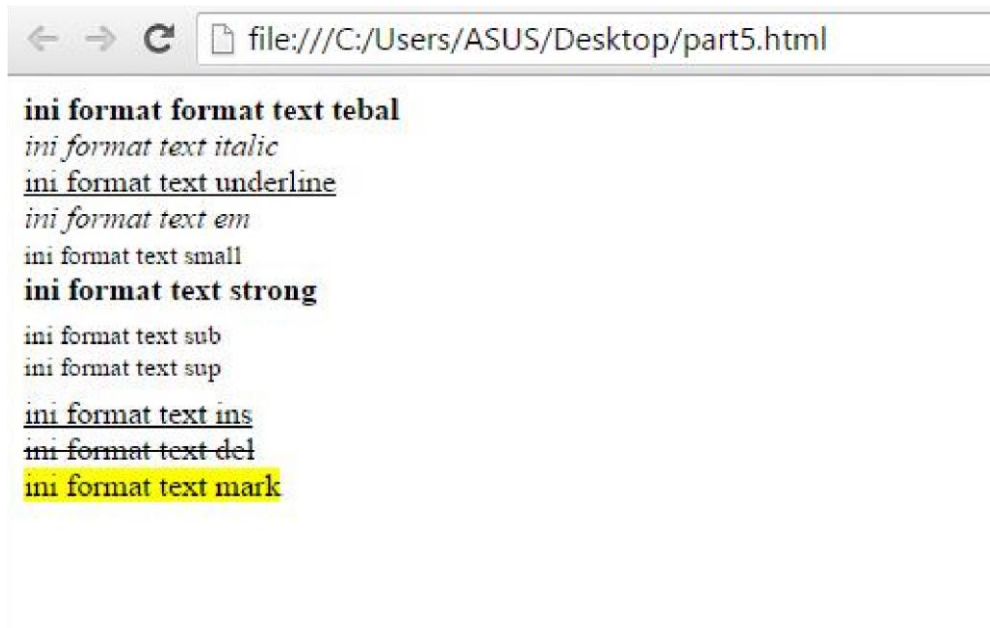 file:///C:/Users/ASUS/Desktop/part5.html
ini format format text tebal
ini format text italic
ini format text underline
ini format text em
ini format text small
ini format text strong
ini format text sub
ini format text sup
ini format text ins
ini format text del
ini format text mark